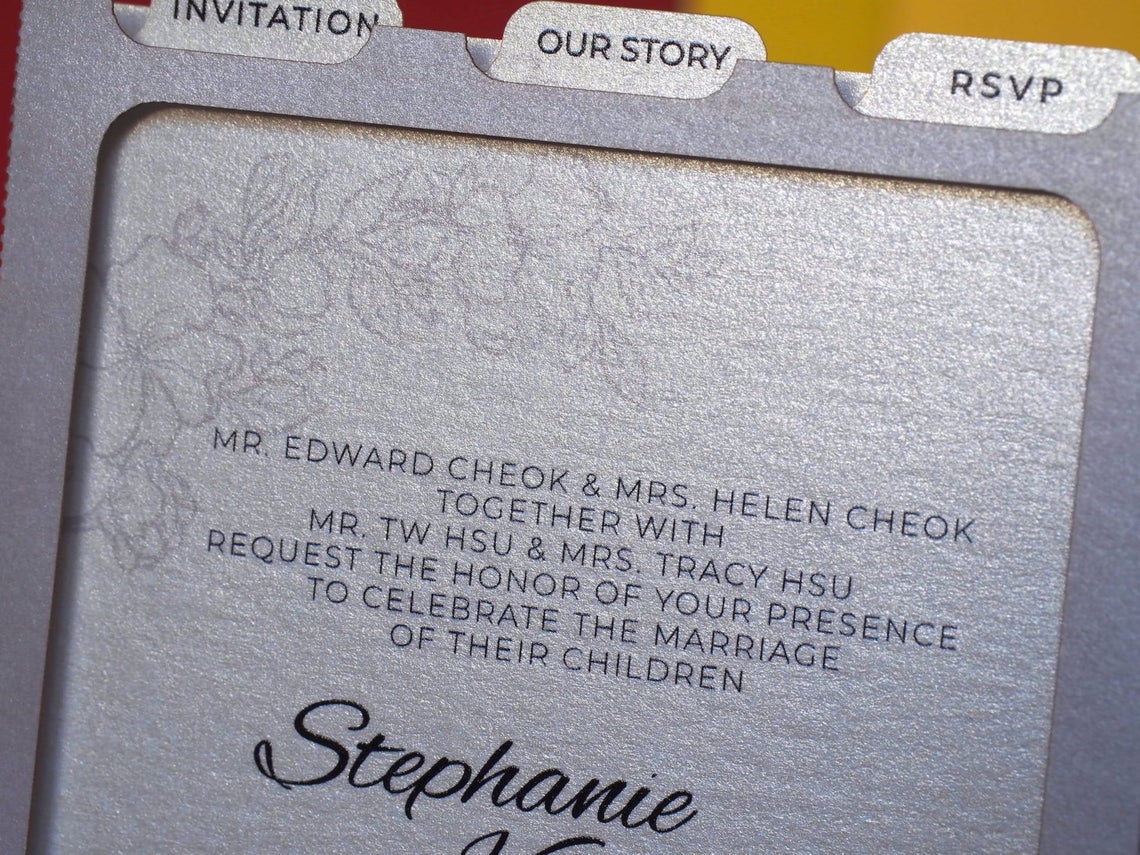 INVITATION
OUR STORY
RSVP
MR. EDWARD CHEOK & MRS. HELEN CHEOK
TOGETHER WITH
MR. TW HSU & MRS. TRACY HSU
REQUEST THE HONOR OF YOUR PRESENCE
TO CELEBRATE THE MARRIAGE
OF THEIR CHILDREN
Stephanie